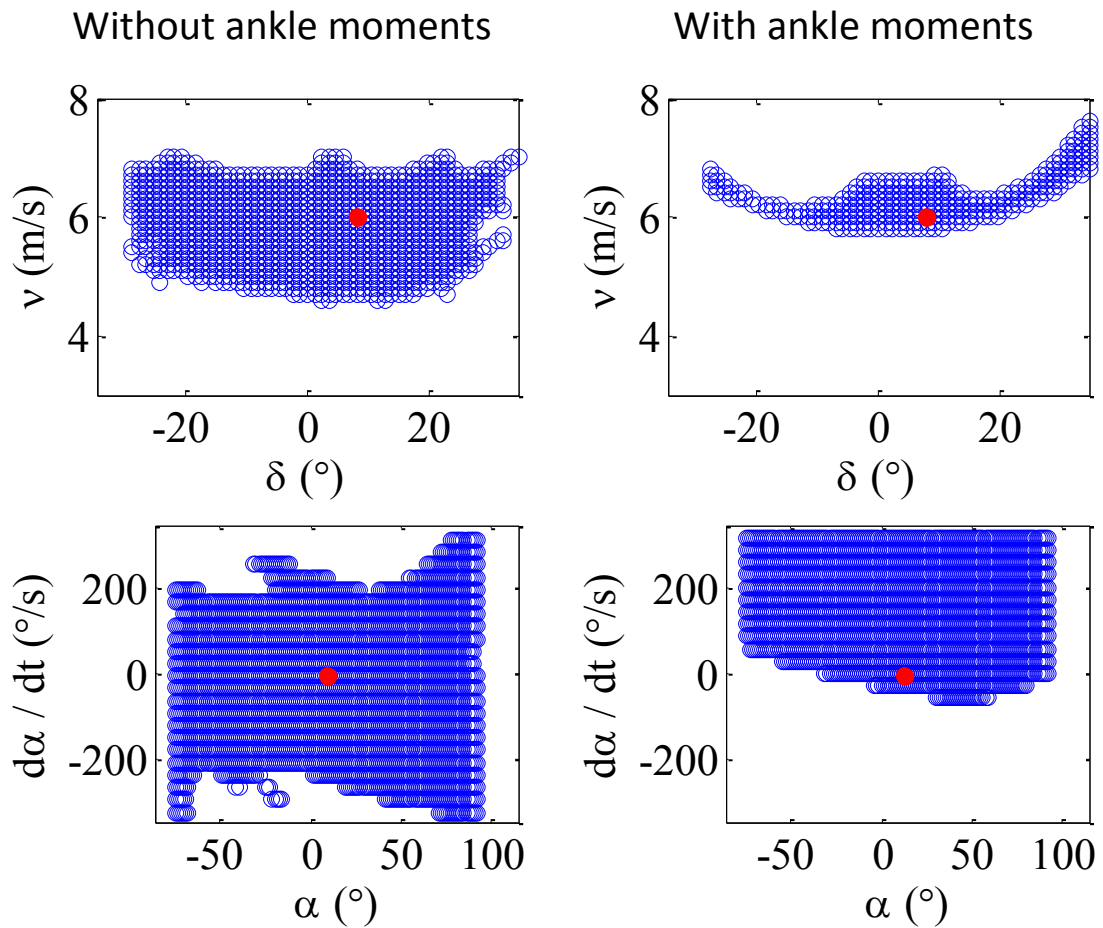 Without ankle moments
With ankle moments
8
6
4
ν (m/s)
-20 0 20
δ (°)
8
6
4
ν (m/s)
-20 0 20
δ (°)
200
0
-200
dα / dt (°/s)
-50 0 50 100
α (°)
200
0
-200
dα / dt (°/s)
-50 0 50 100
α (°)